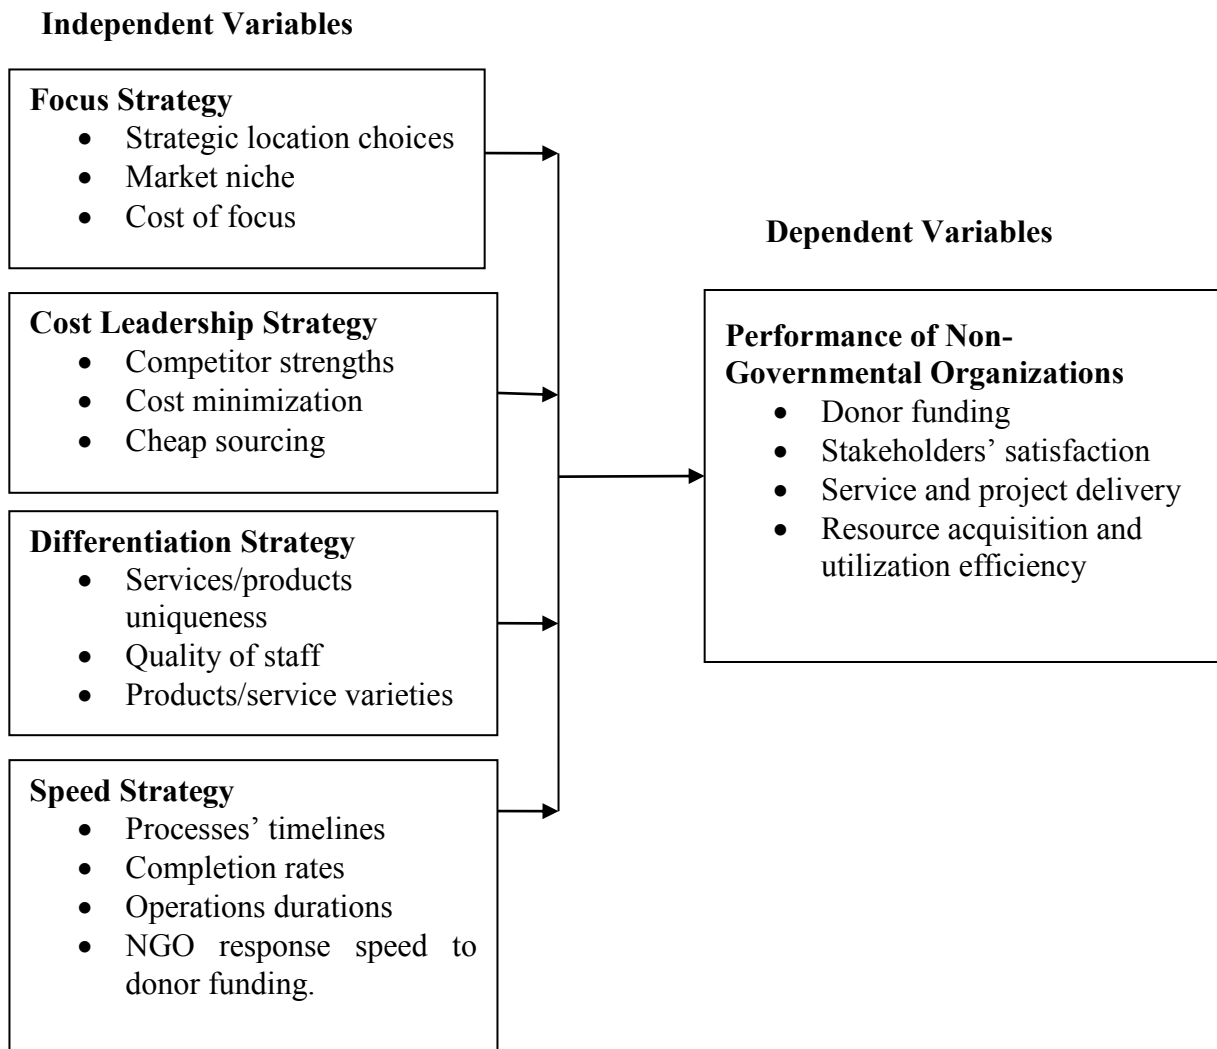 Independent Variables
Focus Strategy
• Strategic location choices
• Market niche
• Cost of focus
Cost Leadership Strategy
• Competitor strengths
• Cost minimization
• Cheap sourcing
Differentiation Strategy
• Services/products
uniqueness
• Quality of staff
• Products/service varieties
Speed Strategy
• Processes’ timelines
• Completion rates
• Operations durations
• NGO response speed to
donor funding.
Dependent Variables
Performance of Non-
Governmental Organizations
• Donor funding
• Stakeholders’ satisfaction
• Service and project delivery
• Resource acquisition and
utilization efficiency